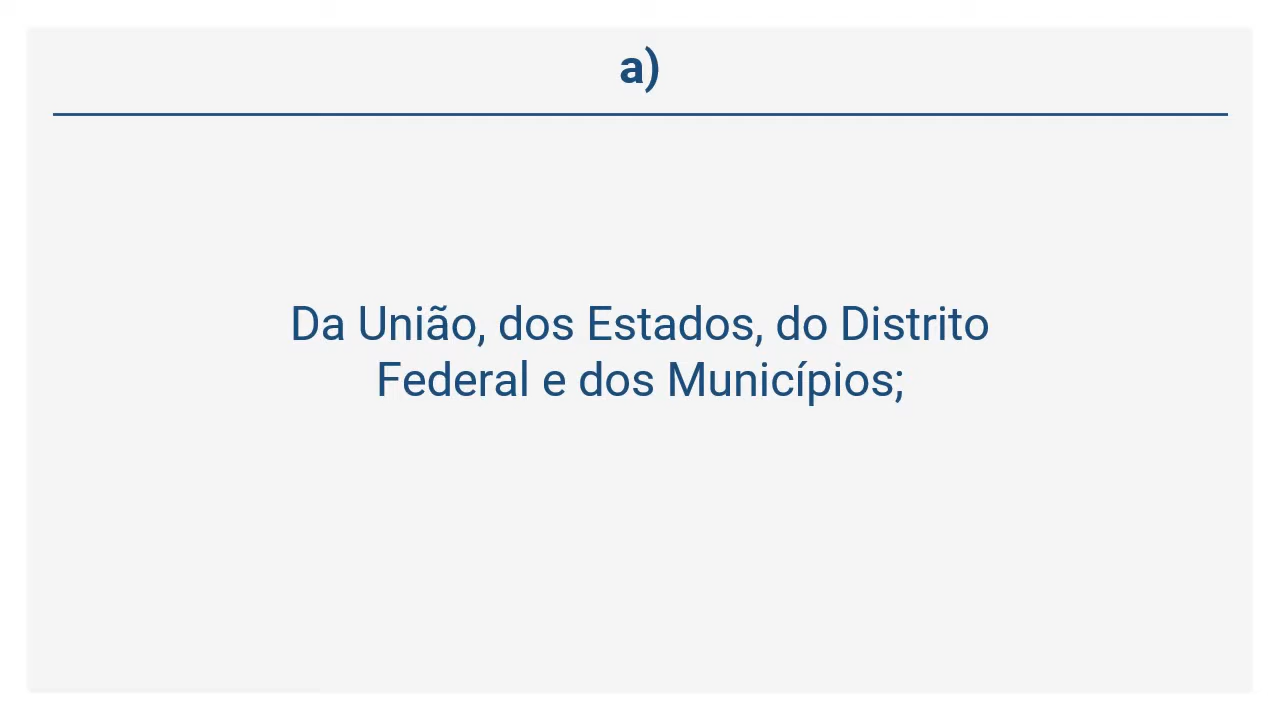 a)
Da União, dos Estados, do Distrito
Federal e dos Municípios;